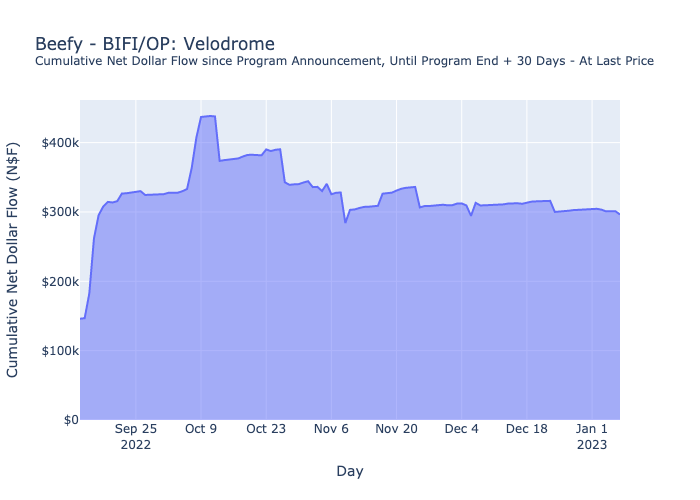 Beefy - BIFI/OP: Velodrome
Cumulative Net Dollar Flow since Program Announcement, Until Program End + 30 Days - At Last Price
Cumulative Net Dollar Flow (N$F)
$400k
$300k
$200k
$100k
$0
Sep 25 Oct 9 Oct 23 Nov 6 Nov 20 Dec 4 Dec 18 Jan 1
2022 2023
Day